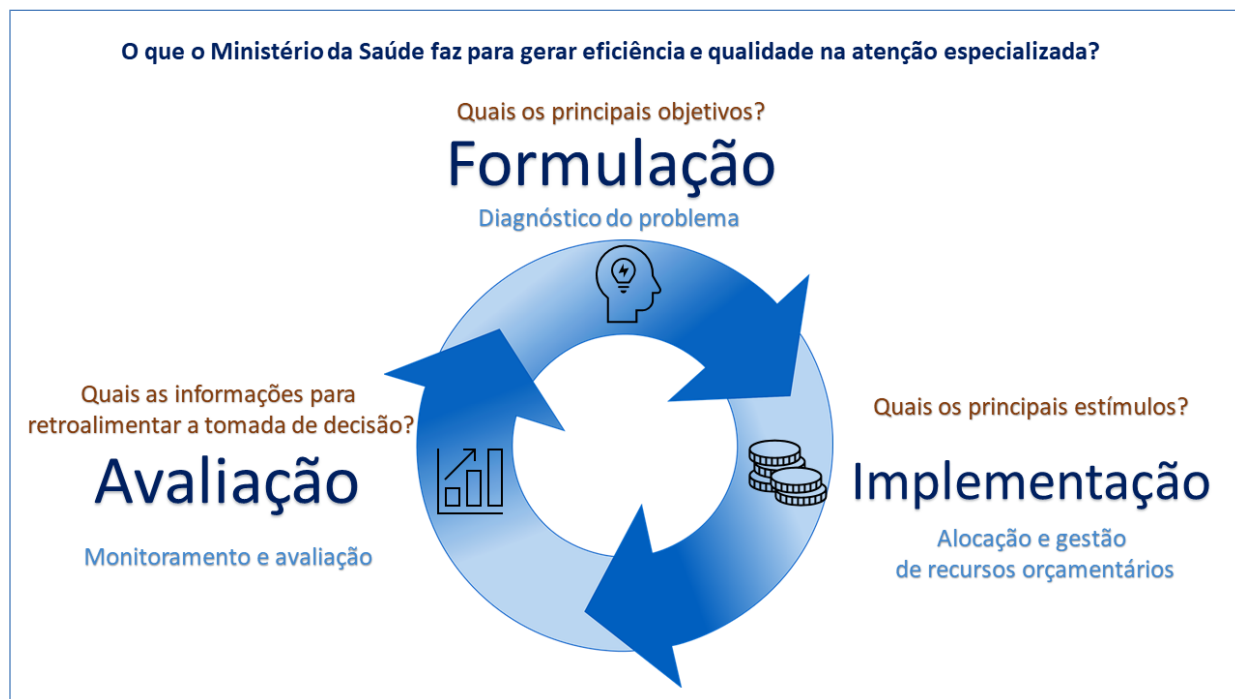 O que o Ministério da Saúde faz para gerar eficiência e qualidade na atenção especializada?
Quais os principais objetivos?
Formulação
Diagnóstico do problema
Quais os principais estímulos?
Implementação
Alocação e gestão
de recursos orçamentários
Quais as informações para
retroalimentar a tomada de decisão?
Avaliação
Monitoramento e avaliação